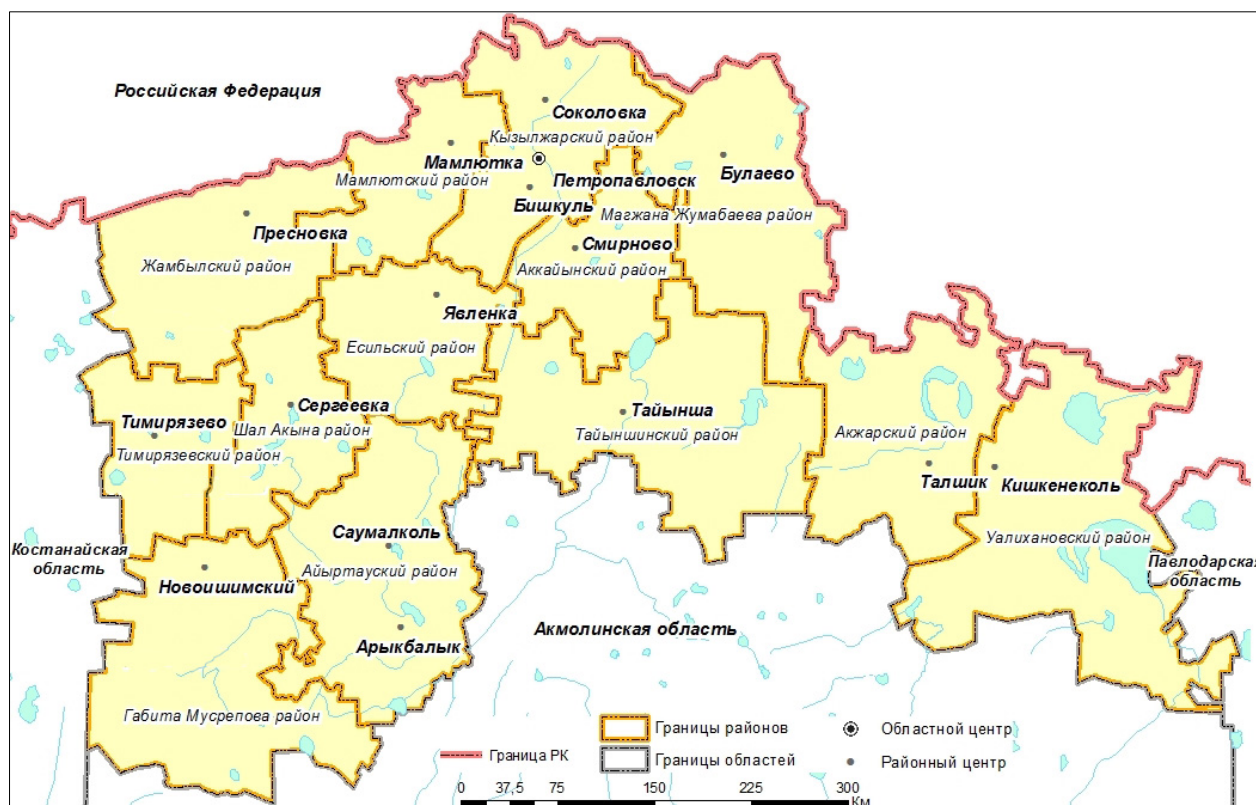 Российская Федерация
Соколовка
Кызылжарский район
Мамлютка
Мамлютский район
Петропавловск
Булаево
Бишкуль
Магжана Жумабаева район
Пресновка
Смирново
Жамбылский район
Аккайынский район
Явленка
Есильский район
Сергеевка
Тайынша
Тимирязево
Шал Акына район
Тайыншинский район
Акжарский район
Тимирязевский район
Талшик
Кишкенеколь
Саумалколь
Уалихановский район
Костанайская
область
Айыртауский район
Павлодарская
область
Новоишимский
Акмолинская область
Арыкбалык
Габита Мусрепова район
Границы районов
Областной центр
Граница РК
Границы областей
Районный центр
0 37,5 75 150 225 300
Км